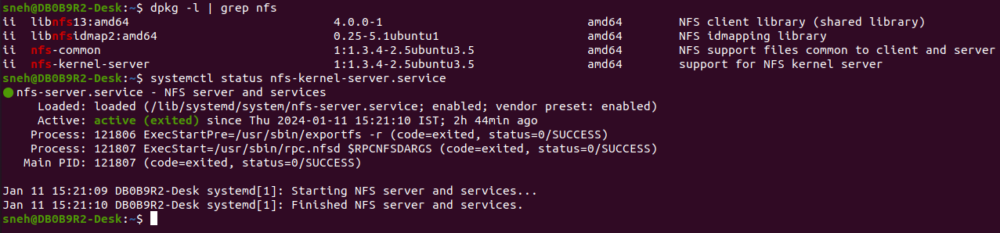 sneh@DB0B9R2-Desk:~$ dpkg -l | grep nfs
ii  libnfs13:amd64                             4.0.0-1                             amd64        NFS client library (shared library)
ii  libnfsidmap2:amd64                         0.25-5.1ubuntu1                     amd64        NFS idmapping library
ii  nfs-common                                 1:1.3.4-2.5ubuntu3.5                amd64        NFS support files common to client and server
ii  nfs-kernel-server                          1:1.3.4-2.5ubuntu3.5                amd64        support for NFS kernel server
sneh@DB0B9R2-Desk:~$ systemctl status nfs-kernel-server.service
● nfs-server.service - NFS server and services
     Loaded: loaded (/lib/systemd/system/nfs-server.service; enabled; vendor preset: enabled)
     Active: active (exited) since Thu 2024-01-11 15:21:10 IST; 2h 44min ago
    Process: 121806 ExecStartPre=/usr/sbin/exportfs -r (code=exited, status=0/SUCCESS)
    Process: 121807 ExecStart=/usr/sbin/rpc.nfsd $RPCNFSDARGS (code=exited, status=0/SUCCESS)
   Main PID: 121807 (code=exited, status=0/SUCCESS)

Jan 11 15:21:09 DB0B9R2-Desk systemd[1]: Starting NFS server and services...
Jan 11 15:21:10 DB0B9R2-Desk systemd[1]: Finished NFS server and services.
sneh@DB0B9R2-Desk:~$